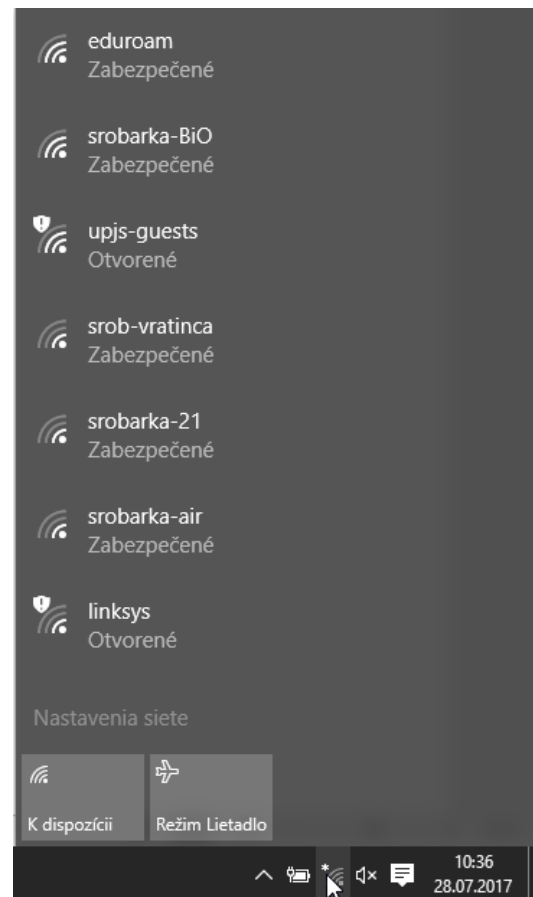 eduroam
Zabezpečené
srobarka-BiO
Zabezpečené
upjs-guests
Otvorené
srob-vratinca
Zabezpečené
srobarka-21
Zabezpečené
srobarka-air
Zabezpečené
linksys
Otvorené
Nastavenia siete
K dispozícii
Režim Lietadlo
10:36
28.07.2017